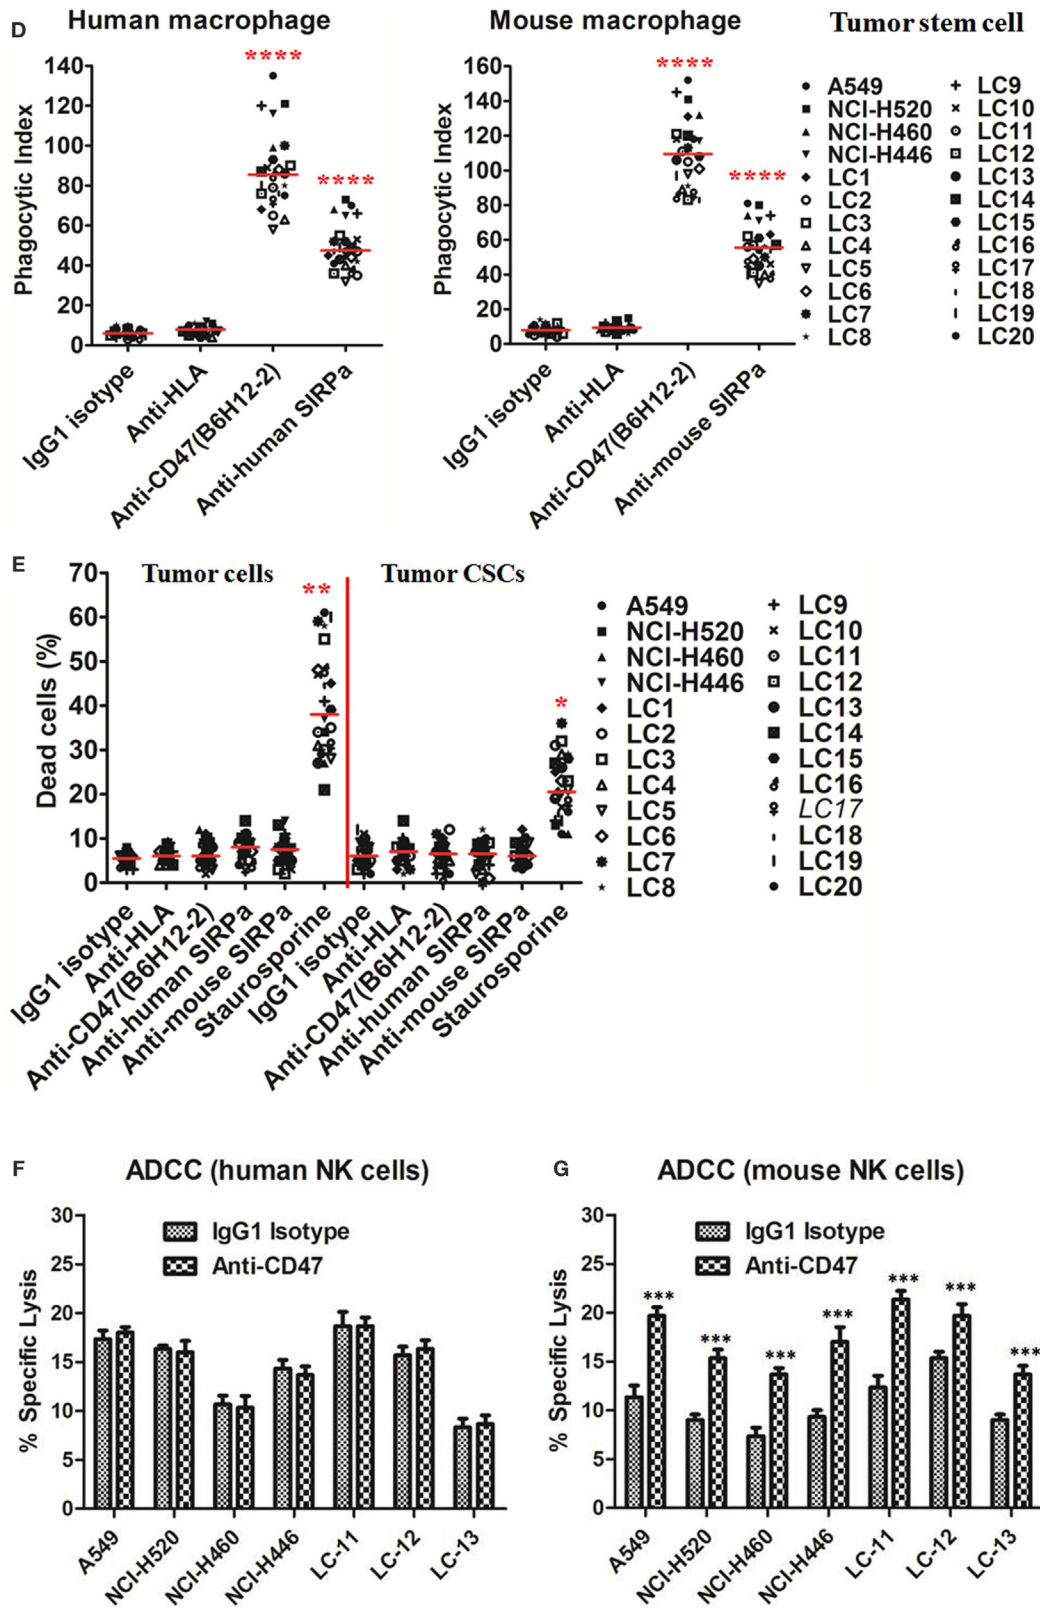 D
Human macrophage
Mouse macrophage
Tumor stem cell
Phagocytic Index
140
120
100
80
60
40
20
0
****
****
IgG1 isotype
Anti-HLA
Anti-CD47(B6H12-2)
Anti-human SIRPa
Phagocytic Index
160
140
120
100
80
60
40
20
0
****
****
IgG1 isotype
Anti-HLA
Anti-CD47(B6H12-2)
Anti-mouse SIRPa
A549
NCI-H520
NCI-H460
NCI-H446
LC1
LC2
LC3
LC4
LC5
LC6
LC7
LC8
LC9
LC10
LC11
LC12
LC13
LC14
LC15
LC16
LC17
LC18
LC19
LC20
E
Tumor cells
Tumor CSCs
Dead cells (%)
70
60
50
40
30
20
10
0
**
*
IgG1 isotype
Anti-HLA
Anti-CD47(B6H12-2)
Anti-human SIRPa
Anti-mouse SIRPa
Staurosporine
IgG1 isotype
Anti-HLA
Anti-CD47(B6H12-2)
Anti-human SIRPa
Anti-mouse SIRPa
Staurosporine
A549
NCI-H520
NCI-H460
NCI-H446
LC1
LC2
LC3
LC4
LC5
LC6
LC7
LC8
LC9
LC10
LC11
LC12
LC13
LC14
LC15
LC16
LC17
LC18
LC19
LC20
F
ADCC (human NK cells)
% Specific Lysis
30
25
20
15
10
5
0
IgG1 Isotype
Anti-CD47
A549
NCI-H520
NCI-H460
NCI-H446
LC-11
LC-12
LC-13
G
ADCC (mouse NK cells)
% Specific Lysis
30
25
20
15
10
5
0
IgG1 Isotype
Anti-CD47
***
***
***
***
***
***
***
A549
NCI-H520
NCI-H460
NCI-H446
LC-11
LC-12
LC-13